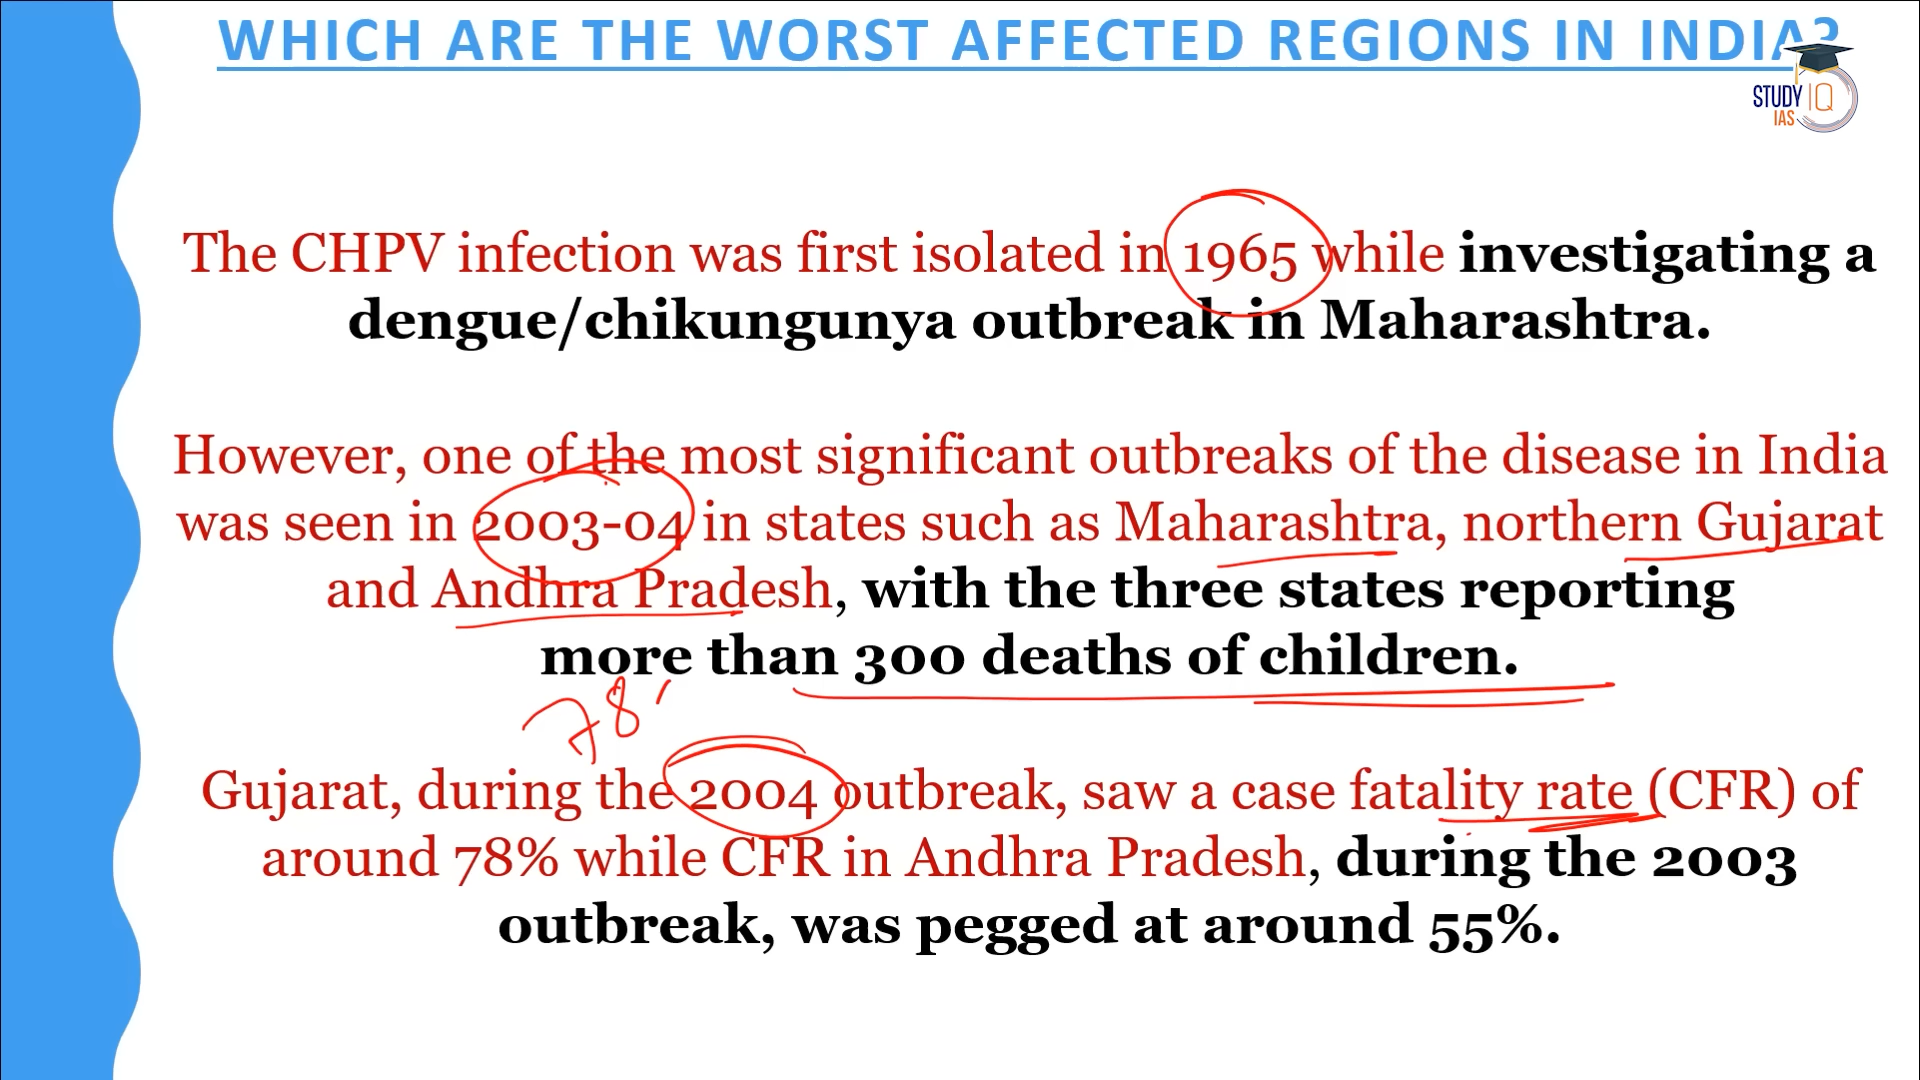 WHICH ARE THE WORST AFFECTED REGIONS IN INDIA?
STUDY IQ
IAS
The CHPV infection was first isolated in 1965 while investigating a
dengue/chikungunya outbreak in Maharashtra.
However, one of the most significant outbreaks of the disease in India
was seen in 2003-04 in states such as Maharashtra, northern Gujarat
and Andhra Pradesh, with the three states reporting
more than 300 deaths of children.
78
Gujarat, during the 2004 outbreak, saw a case fatality rate (CFR) of
around 78% while CFR in Andhra Pradesh, during the 2003
outbreak, was pegged at around 55%.